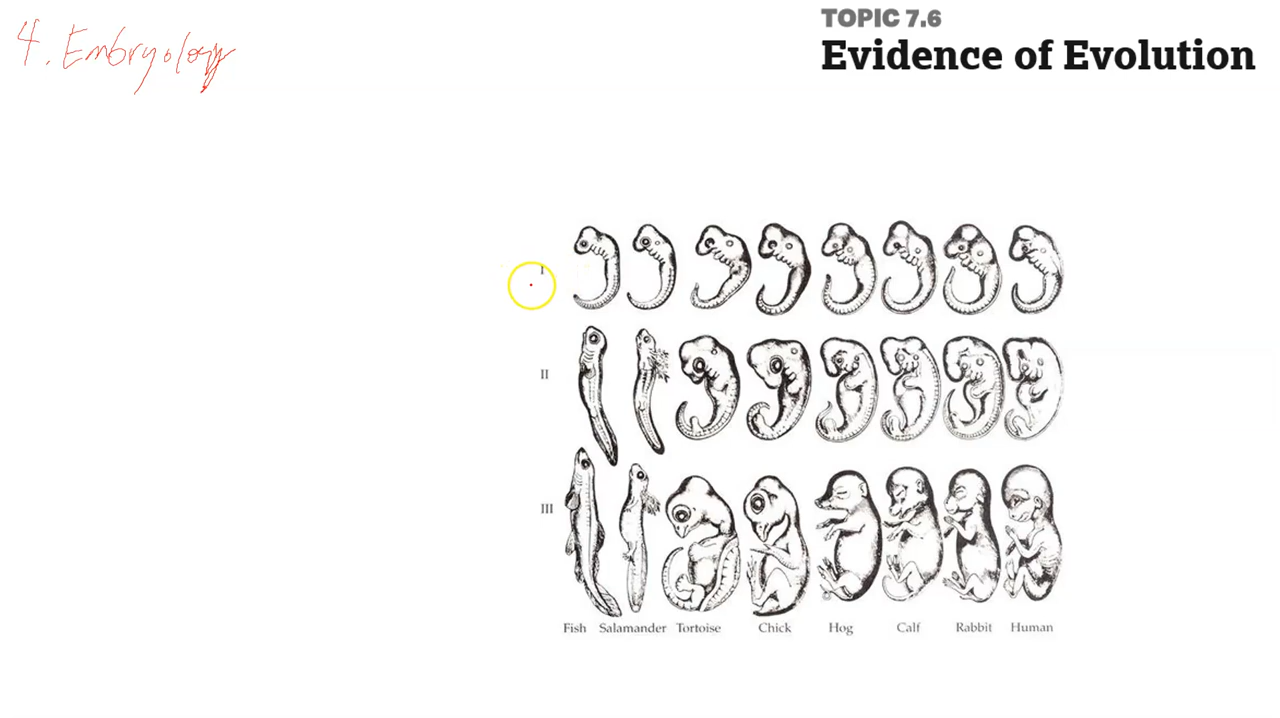 4. Embryology
TOPIC 7.6
Evidence of Evolution
I
II
III
Fish Salamander Tortoise Chick Hog Calf Rabbit Human